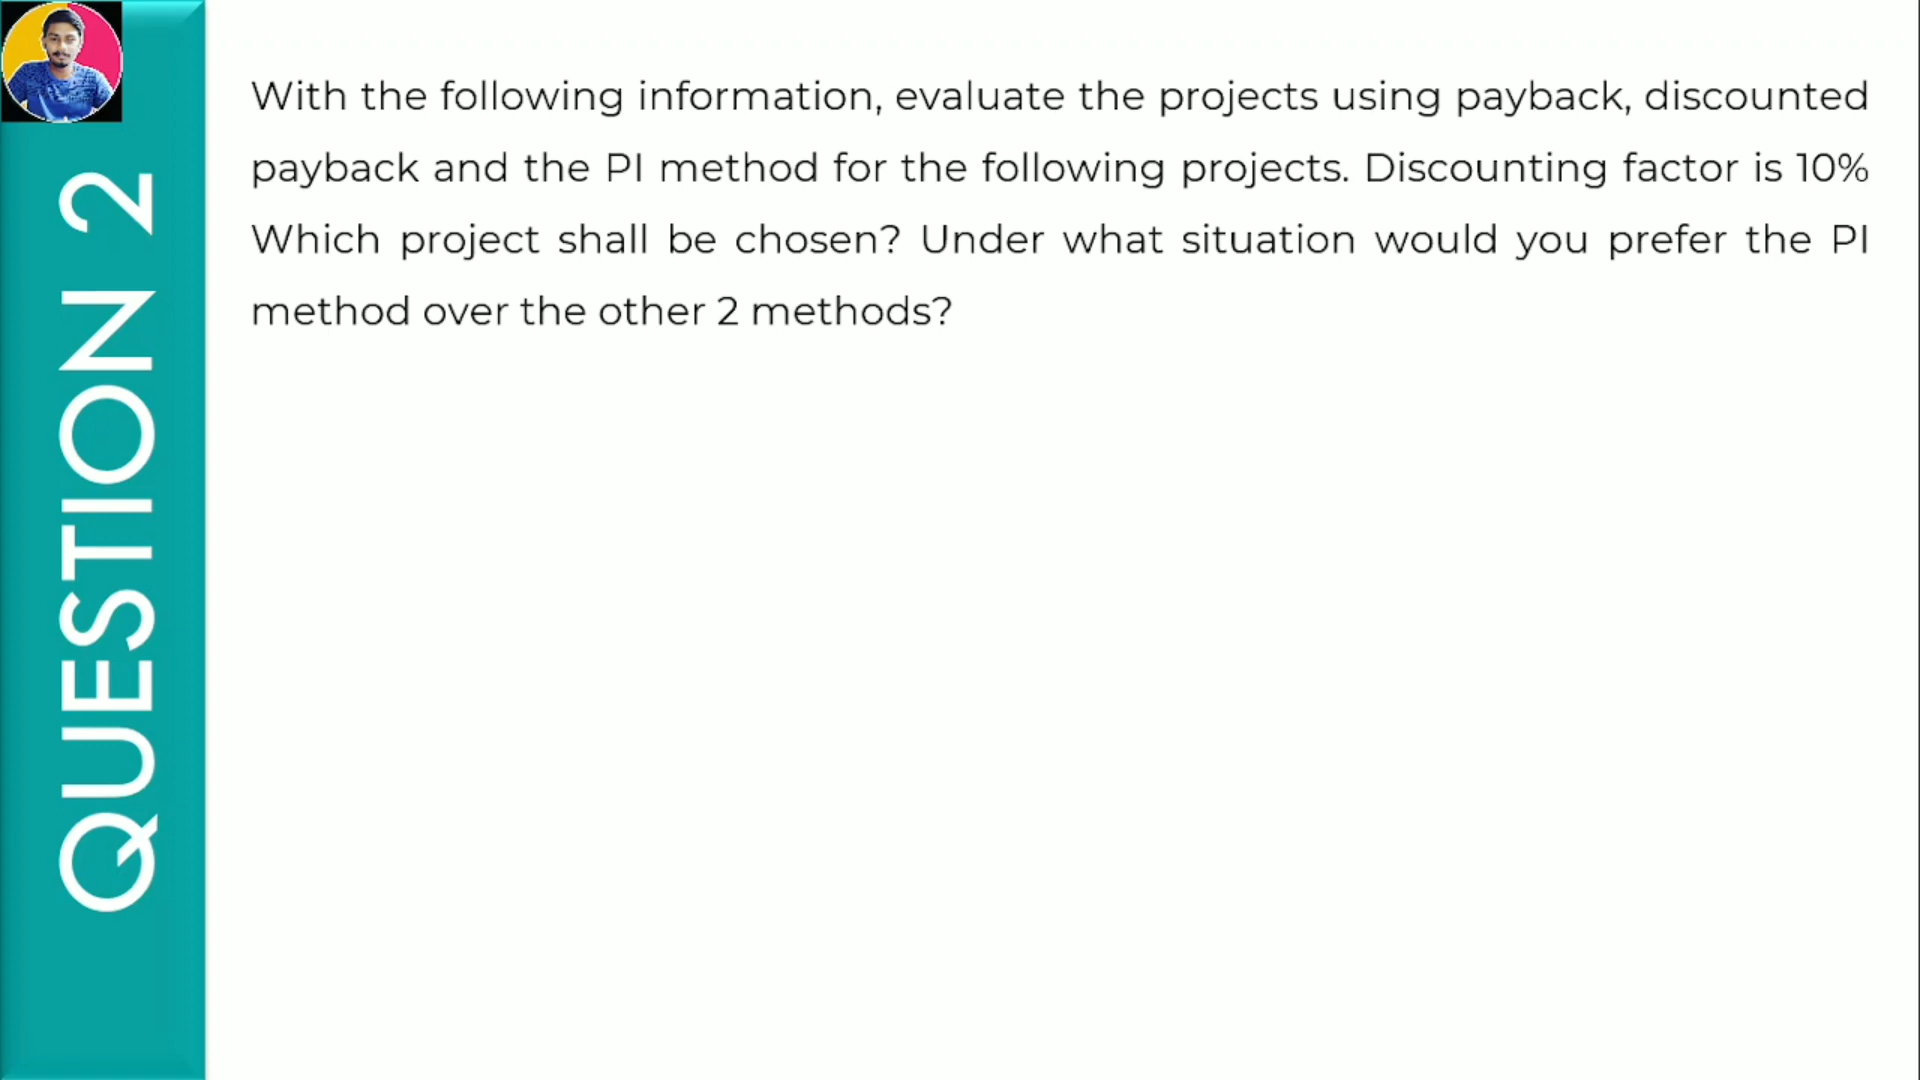 QUESTION 2
With the following information, evaluate the projects using payback, discounted
payback and the PI method for the following projects. Discounting factor is 10%
Which project shall be chosen? Under what situation would you prefer the PI
method over the other 2 methods?